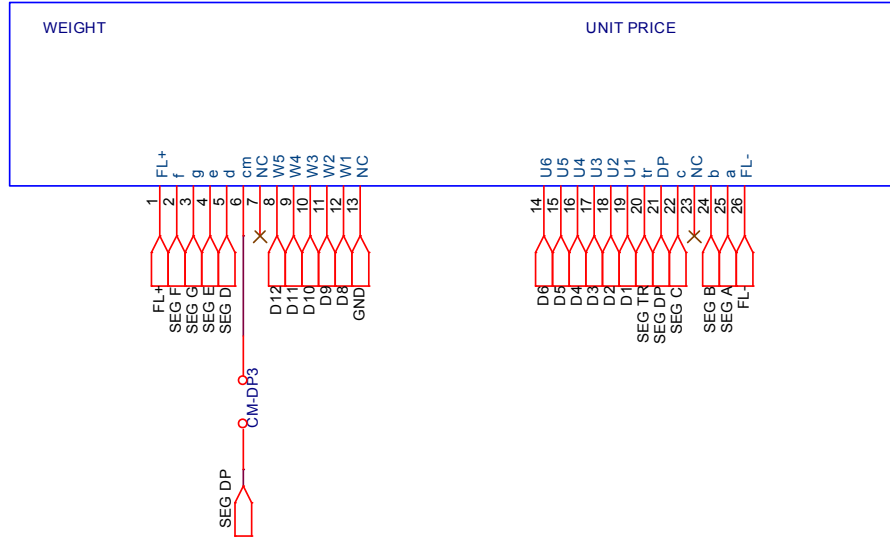 WEIGHT
UNIT PRICE
FL+
f
g
e
d
cm
NC
W5
W4
W3
W2
W1
NC
U6
U5
U4
U3
U2
U1
tr
DP
c
NC
b
a
FL-
1
2
3
4
5
6
7
8
9
10
11
12
13
14
15
16
17
18
19
20
21
22
23
24
25
26
FL+
SEG F
SEG G
SEG E
SEG D
D12
D11
D10
D9
D8
GND
D6
D5
D4
D3
D2
D1
SEG TR
SEG DP
SEG C
SEG B
SEG A
FL-
CM-DP3
SEG DP